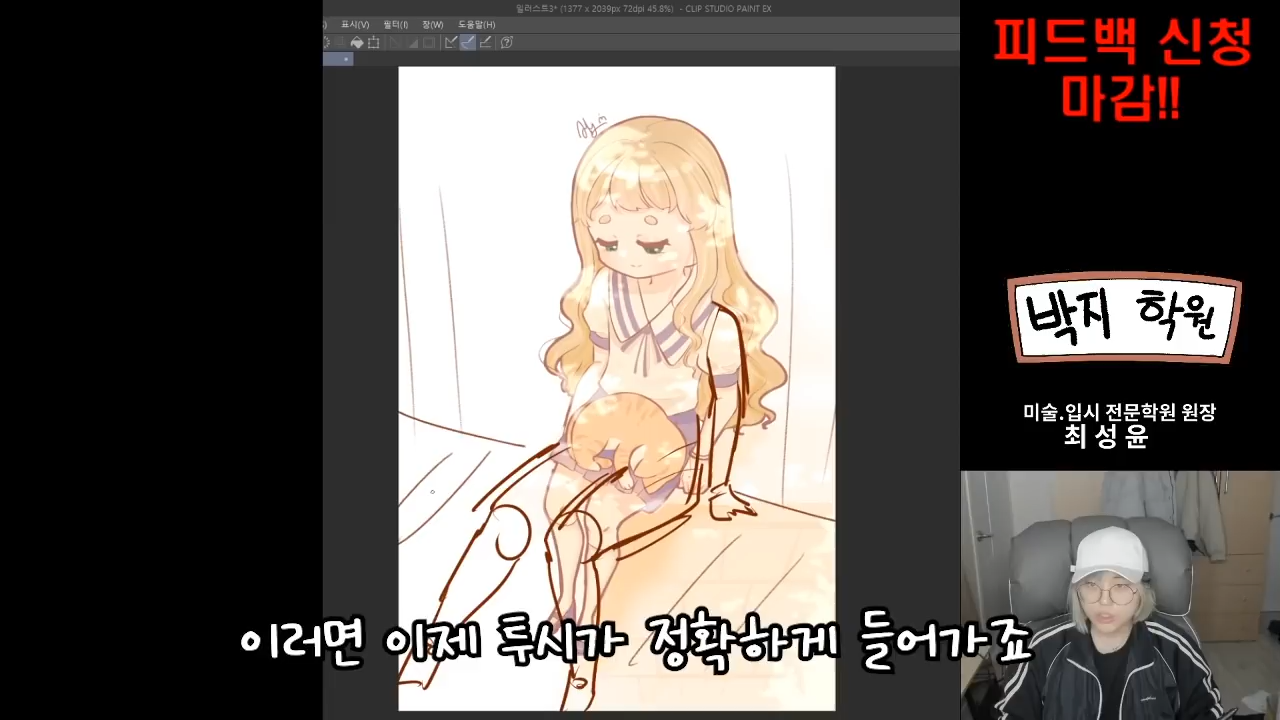 일러스트3* (1377 x 2039px 72dpi 45.8%) - CLIP STUDIO PAINT EX
표시(V) 필터(I) 창(W) 도움말(H)
피드백 신청
마감!!
박지 학원
미술.입시 전문학원 원장
최성윤
이러면 이제 투시가 정확하게 들어가죠